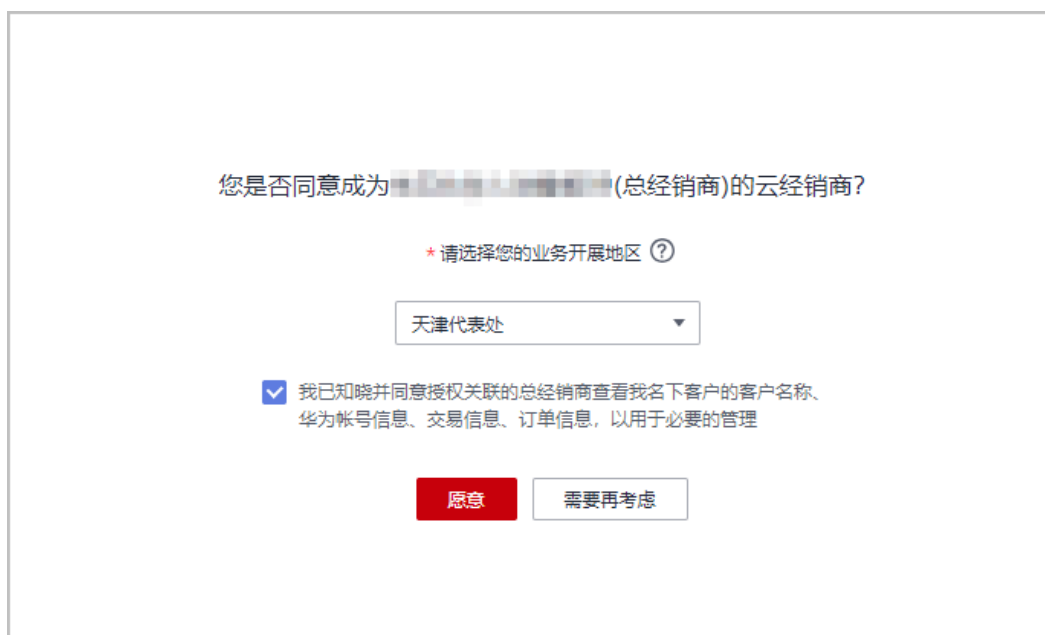 您是否同意成为(总经销商)的云经销商?
* 请选择您的业务开展地区 ?
天津代表处
我已知晓并同意授权关联的总经销商查看我名下客户的客户名称、
华为帐号信息、交易信息、订单信息，以用于必要的管理
愿意 需要再考虑